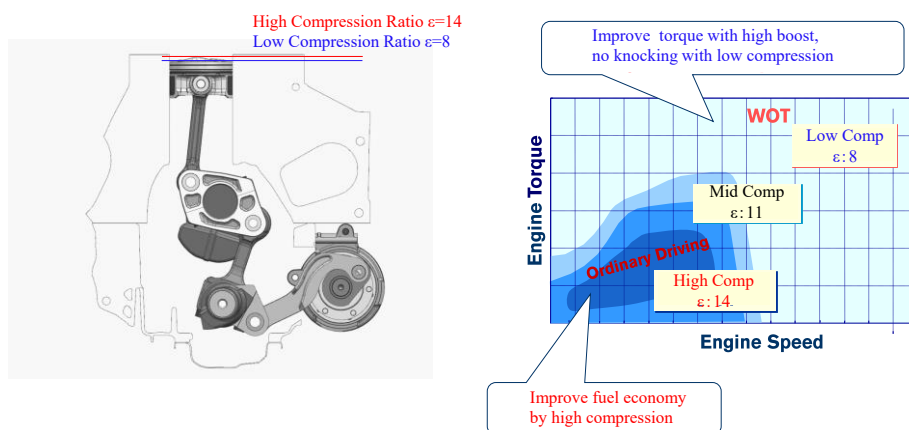 High Compression Ratio ε=14
Low Compression Ratio ε=8
Improve torque with high boost,
no knocking with low compression
WOT
Low Comp
ε:8
Mid Comp
ε:11
Ordinary Driving
High Comp
ε:14
Engine Torque
Engine Speed
Improve fuel economy
by high compression